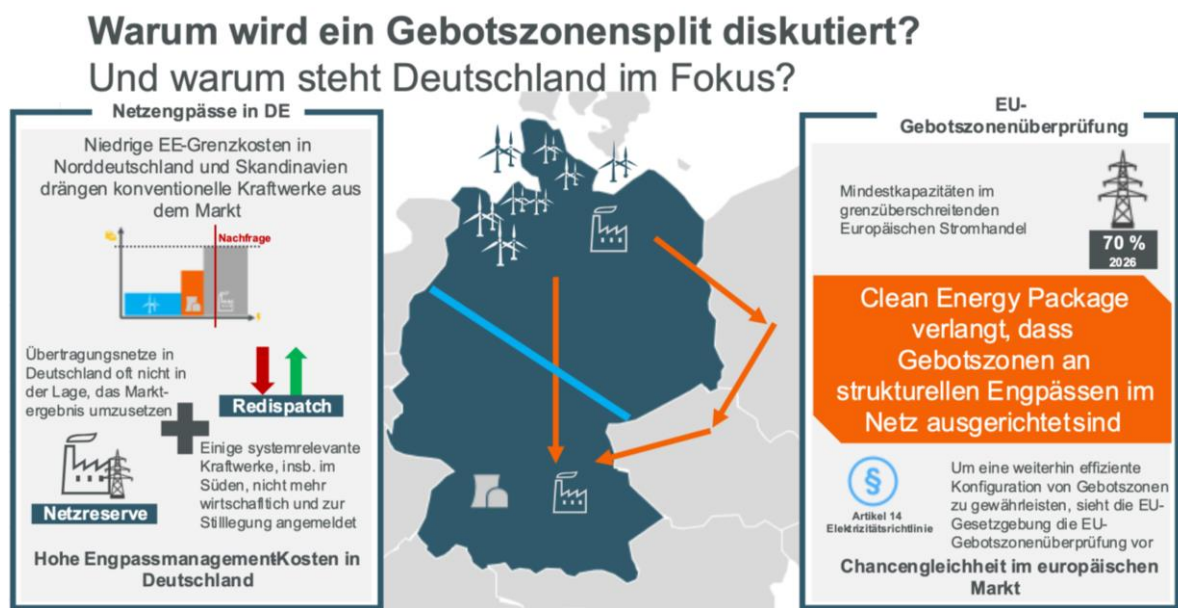 Warum wird ein Gebotszonensplit diskutiert?
Und warum steht Deutschland im Fokus?
Netzengpässe in DE
Niedrige EE-Grenzkosten in
Norddeutschland und Skandinavien
drängen konventionelle Kraftwerke aus
dem Markt
Nachfrage
Übertragungsnetze in
Deutschland oft nicht in
der Lage, das Markt-
ergebnis umzusetzen
Redispatch
Einige systemrelevante
Kraftwerke, insb. im
Süden, nicht mehr
wirtschaftlich und zur
Stilllegung angemeldet
Netzreserve
Hohe EngpassmanagementKosten in
Deutschland
EU-
Gebotszonenüberprüfung
Mindestkapazitäten im
grenzüberschreitenden
Europäischen Stromhandel
70 %
2026
Clean Energy Package
verlangt, dass
Gebotszonen an
strukturellen Engpässen im
Netz ausgerichtetsind
§
Artikel 14
Elektrizitätsrichtlinie
Um eine weiterhin effiziente
Konfiguration von Gebotszonen
zu gewährleisten, sieht die EU-
Gesetzgebung die EU-
Gebotszonenüberprüfung vor
Chancengleichheit im europäischen
Markt